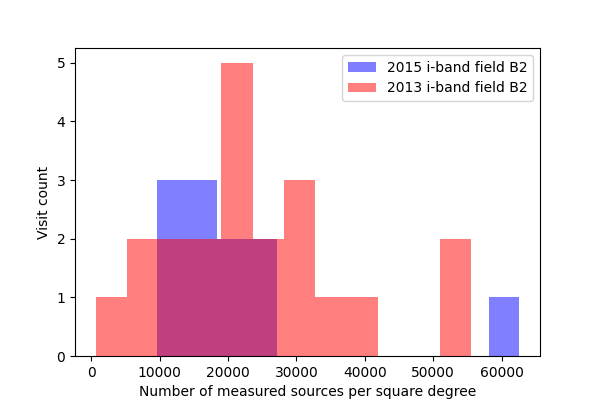 2015 i-band field B2
2013 i-band field B2
5
4
3
2
1
0
Visit count
0 10000 20000 30000 40000 50000 60000
Number of measured sources per square degree